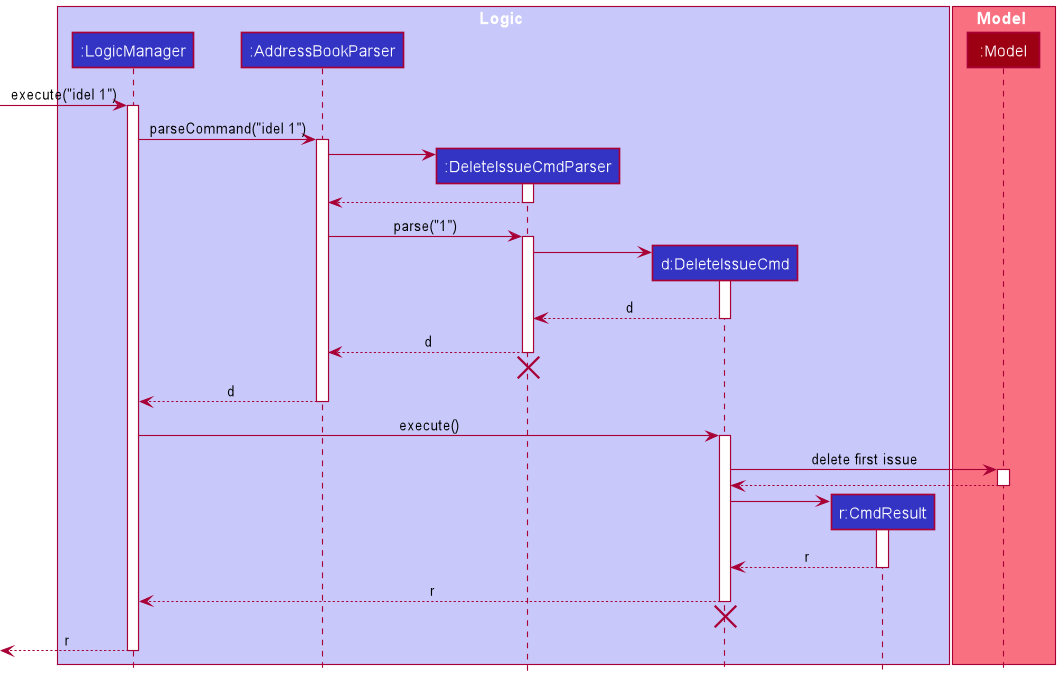 Logic
Model
:LogicManager
:AddressBookParser
:Model
execute("idel 1")
parseCommand("idel 1")
:DeleteIssueCmdParser
parse("1")
d:DeleteIssueCmd
d
d
d
execute()
delete first issue
r:CmdResult
r
r
r